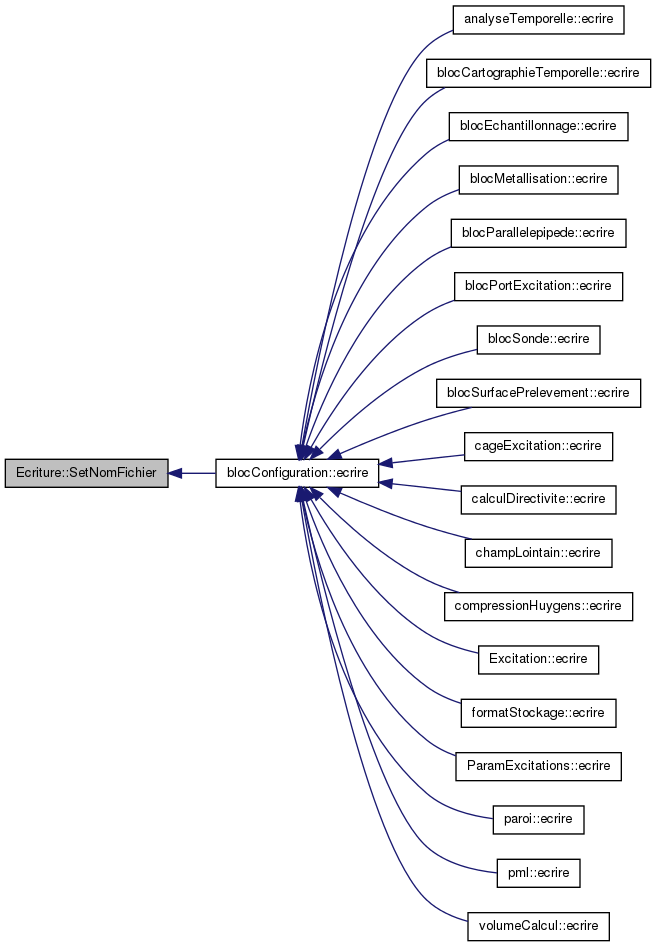 analyseTemporelle::ecrire
blocCartographieTemporelle::ecrire
blocEchantillonnage::ecrire
blocMetallisation::ecrire
blocParallelepipede::ecrire
blocPortExcitation::ecrire
blocSonde::ecrire
blocSurfacePrelevement::ecrire
cageExcitation::ecrire
Ecriture::SetNomFichier
blocConfiguration::ecrire
calculDirectivite::ecrire
champLointain::ecrire
compressionHuygens::ecrire
Excitation::ecrire
formatStockage::ecrire
ParamExcitations::ecrire
paroi::ecrire
pml::ecrire
volumeCalcul::ecrire